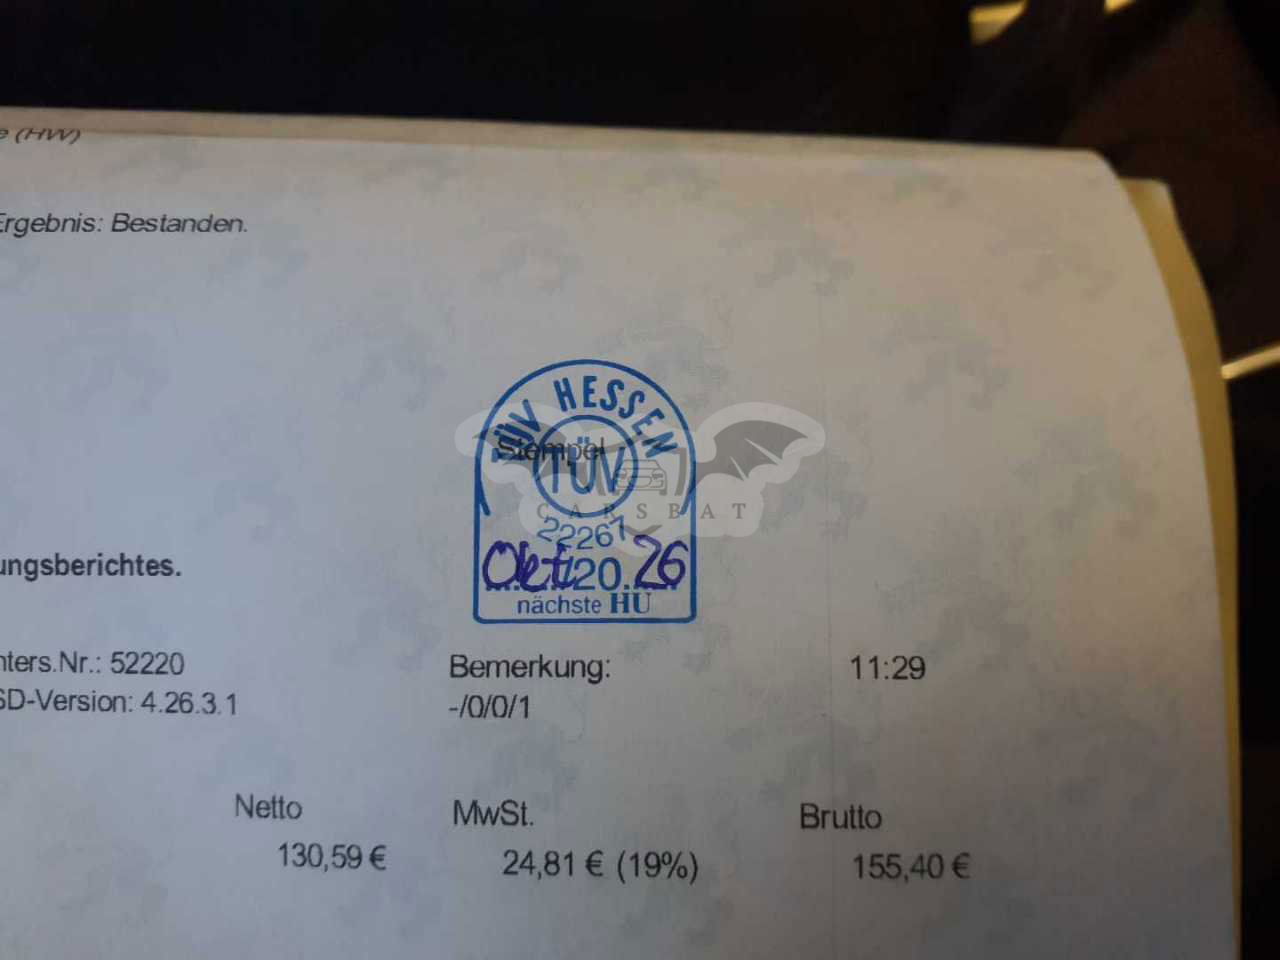 e (HW)
Ergebnis: Bestanden.
TÜV HESSEN
Stempel
TÜV
CARSBAT
22267
Okt. 20.26
nächste HU
ungsberichtes.
nters.Nr.: 52220
Bemerkung:
11:29
SD-Version: 4.26.3.1
-/0/0/1
Netto
MwSt.
Brutto
130,59 €
24,81 € (19%)
155,40 €